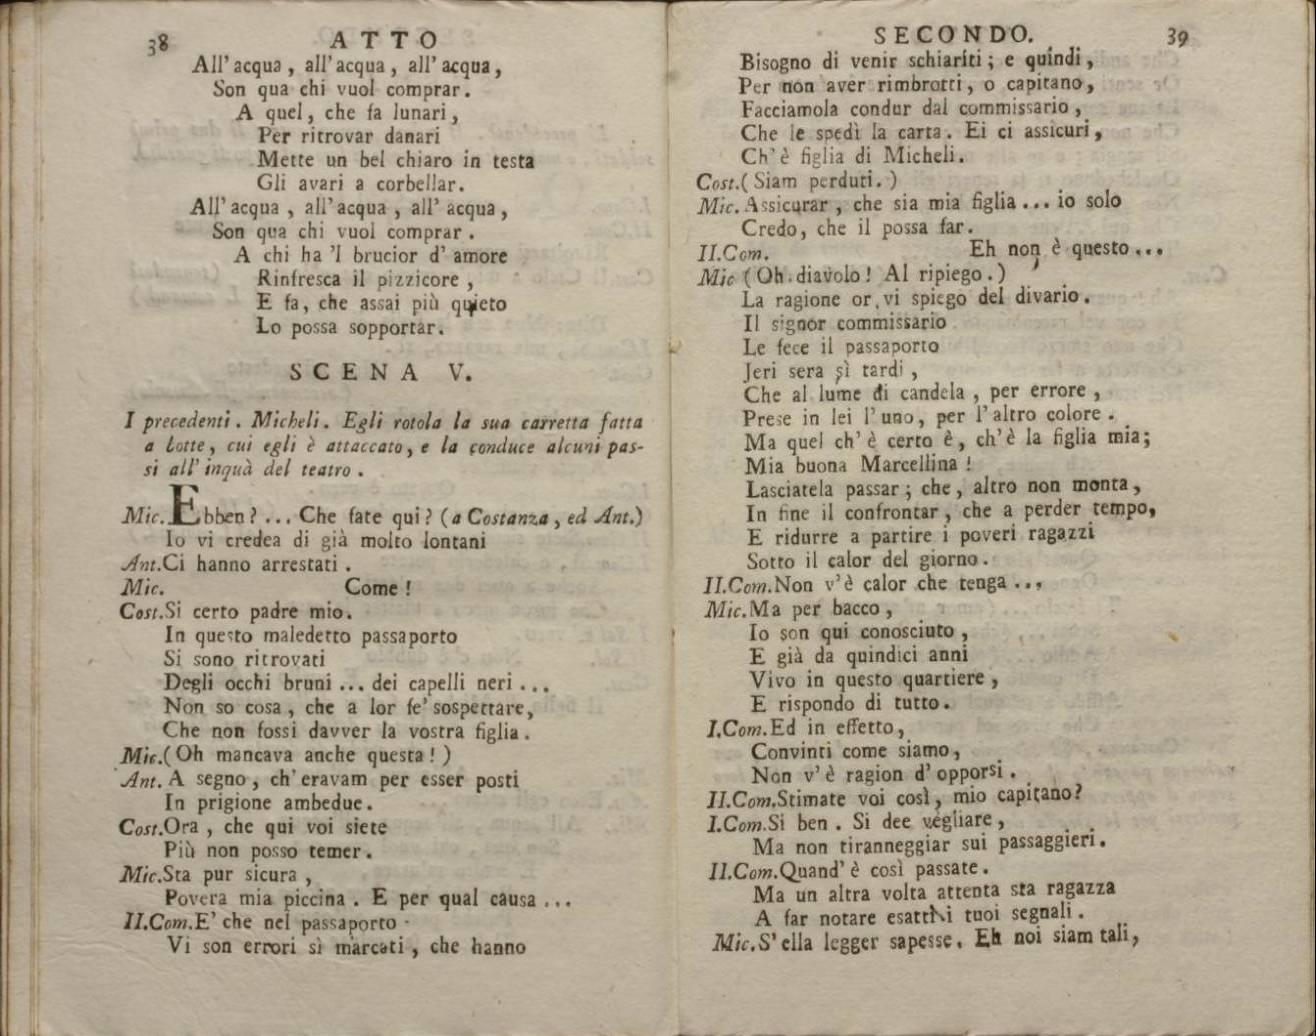 38 ATTO
All' acqua, all' acqua, all' acqua,
Son qua chi vuol comprar.
A quel, che fa lunari,
Per ritrovar danari
Mette un bel chiaro in testa
Gli avari a corbellar.
All' acqua, all' acqua, all' acqua,
Son qua chi vuol comprar.
A chi ha 'l brucior d' amore
Rinfresca il pizzicore,
E fa, che assai più quieto
Lo possa sopportar.
SCENA V.
I precedenti. Micheli. Egli rotola la sua carretta fatta
a botte, cui egli è attaccato, e la conduce alcuni pas-
si all' inquà del teatro.
Mic. Ebben? ... Che fate qui? (a Costanza, ed Ant.)
Io vi credea di già molto lontani
Ant. Ci hanno arrestati.
Mic. Come!
Cost. Si certo padre mio.
In questo maledetto passaporto
Si sono ritrovati
Degli occhi bruni ... dei capelli neri ...
Non so cosa, che a lor fe' sospettare,
Che non fossi davver la vostra figlia.
Mic. (Oh mancava anche questa!)
Ant. A segno, ch' eravam per esser posti
In prigione ambedue.
Cost. Ora, che qui voi siete
Più non posso temer.
Mic. Sta pur sicura,
Povera mia piccina. E per qual causa ...
II.Com. E' che nel passaporto
Vi son errori sì marcati, che hanno
SECONDO. 39
Bisogno di venir schiariti; e quindi,
Per non aver rimbrotti, o capitano,
Facciamola condur dal commissario,
Che le spedì la carta. Ei ci assicuri,
Ch' è figlia di Micheli.
Cost. (Siam perduti.)
Mic. Assicurar, che sia mia figlia ... io solo
Credo, che il possa far.
II.Com. Eh non è questo ...
Mic (Oh diavolo! Al ripiego.)
La ragione or vi spiego del divario.
Il signor commissario
Le fece il passaporto
Jeri sera sì tardi,
Che al lume di candela, per errore,
Prese in lei l' uno, per l' altro colore.
Ma quel ch' è certo è, ch' è la figlia mia;
Mia buona Marcellina!
Lasciatela passar; che, altro non monta,
In fine il confrontar, che a perder tempo,
E ridurre a partire i poveri ragazzi
Sotto il calor del giorno.
II.Com. Non v' è calor che tenga ...
Mic. Ma per bacco,
Io son qui conosciuto,
E già da quindici anni
Vivo in questo quartiere,
E rispondo di tutto.
I.Com. Ed in effetto,
Convinti come siamo,
Non v' è ragion d' opporsi.
II.Com. Stimate voi così, mio capitano?
I.Com. Si ben. Si dee vegliare,
Ma non tiranneggiar sui passaggieri.
II.Com. Quand' è così passate.
Ma un altra volta attenta sta ragazza
A far notare esatti i tuoi segnali.
Mic. S' ella legger sapesse. Eh noi siam tali,